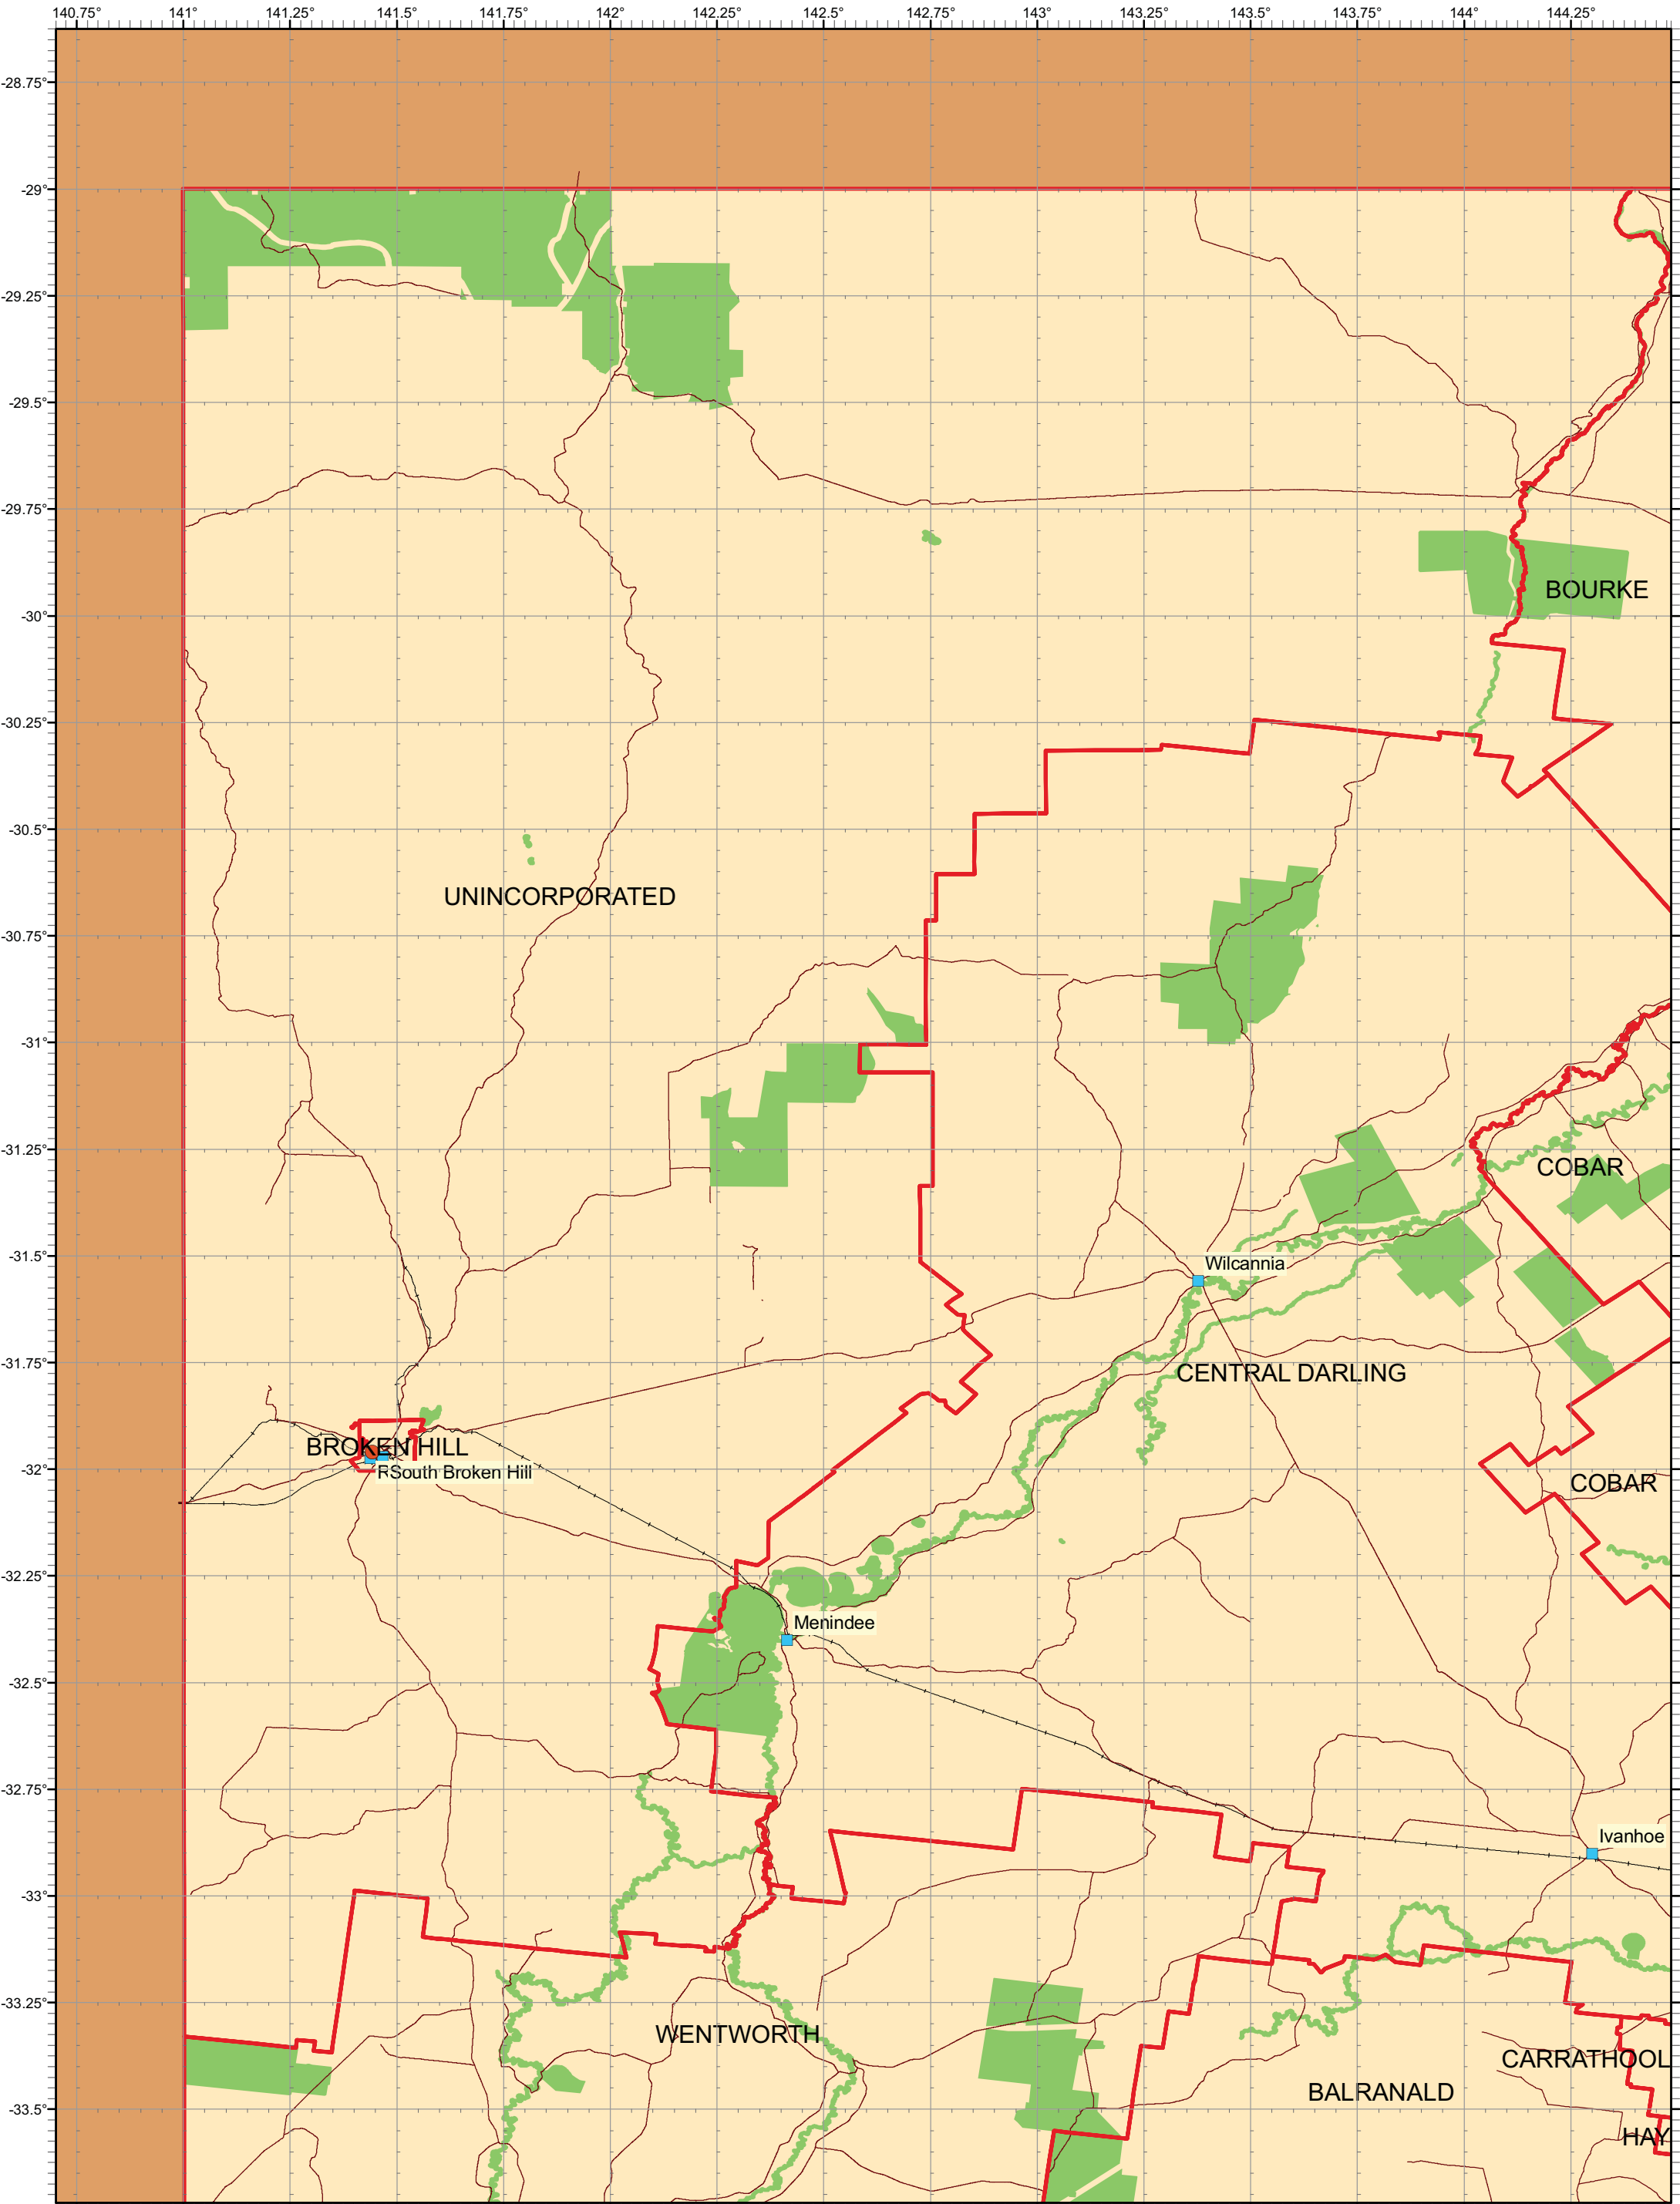 140.75° 141° 141.25° 141.5° 141.75° 142° 142.25° 142.5° 142.75° 143° 143.25° 143.5° 143.75° 144° 144.25°
-28.75°
-29°
-29.25°
-29.5°
-29.75°
BOURKE
-30°
-30.25°
-30.5°
UNINCORPORATED
-30.75°
-31°
-31.25°
COBAR
-31.5°
Wilcannia
-31.75°
CENTRAL DARLING
BROKEN HILL
-32°
R
South Broken Hill
COBAR
-32.25°
Menindee
-32.5°
-32.75°
Ivanhoe
-33°
-33.25°
WENTWORTH
CARRATHOOL
BALRANALD
-33.5°
HAY